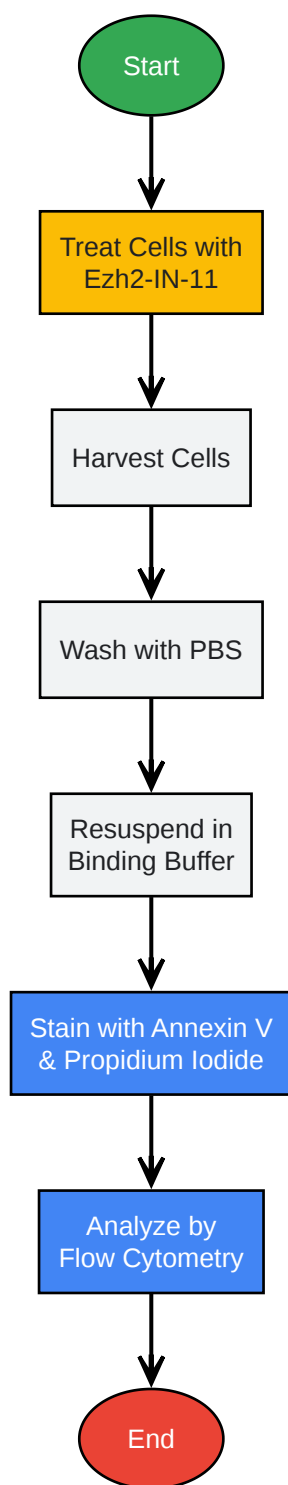 Start
Treat Cells with
Ezh2-IN-11
Harvest Cells
Wash with PBS
Resuspend in
Binding Buffer
Stain with Annexin V
& Propidium Iodide
Analyze by
Flow Cytometry
End